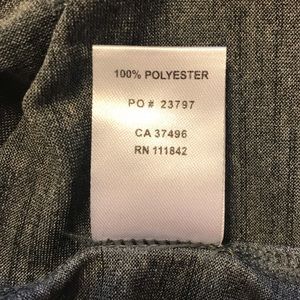 100% POLYESTER
PO # 23797
CA 37496
RN 111842